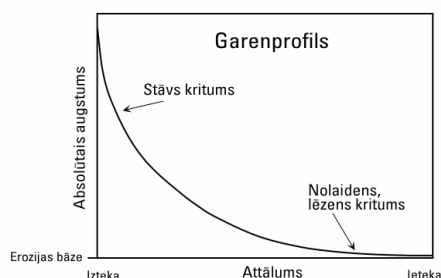 Garenprofils
Absolūtais augstums
Stāvs kritums
Nolaidens,
lēzens kritums
Erozijas bāze
Izteka
Attālums
Ieteka